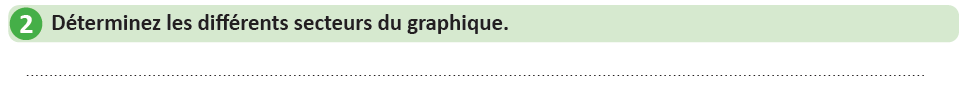 2 Déterminez les différents secteurs du graphique.